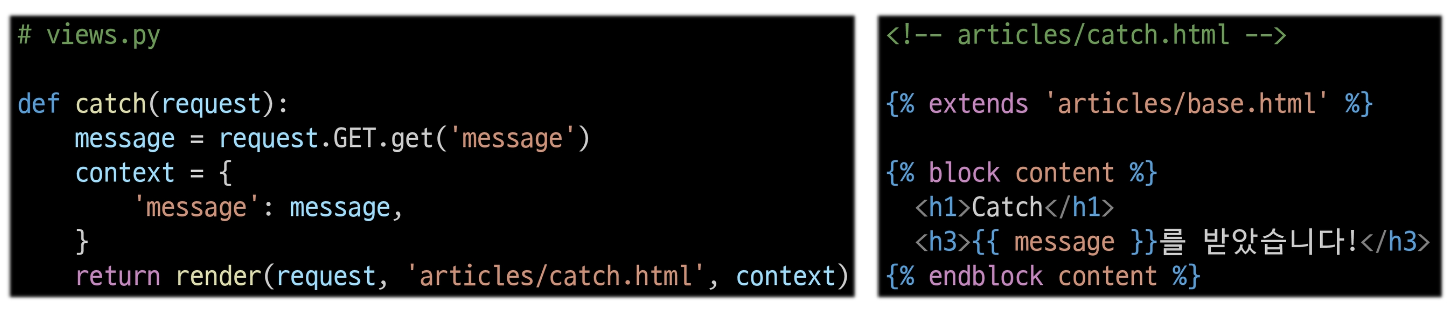 # views.py
def catch(request):
    message = request.GET.get('message')
    context = {
        'message': message,
    }
    return render(request, 'articles/catch.html', context)
<!-- articles/catch.html -->
{% extends 'articles/base.html' %}
{% block content %}
  <h1>Catch</h1>
  <h3>{{ message }}를 받았습니다!</h3>
{% endblock content %}